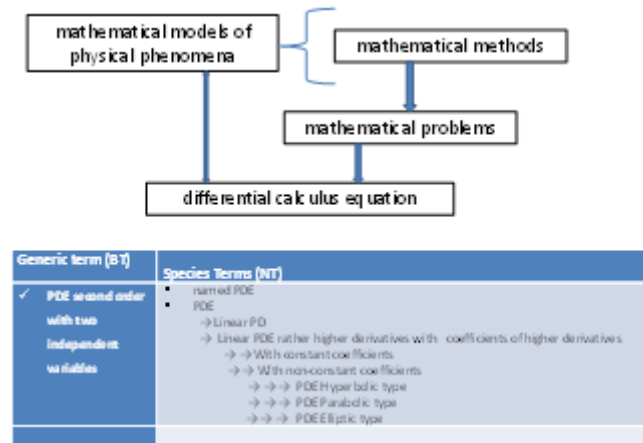 mathematical models of
physical phenomena
mathematical methods
mathematical problems
differential calculus equation
Generic term (BT)
Species Terms (NT)
✓ PDE second order
with two
independent
variables
▪ named PDE
▪ PDE
→Linear PD
→ Linear PDE rather higher derivatives with coefficients of higher derivatives
→ →With constant coefficients
→ →With non-constant coefficients
→ → → PDE Hyperbolic type
→ → → PDE Parabolic type
→ → → PDE Elliptic type